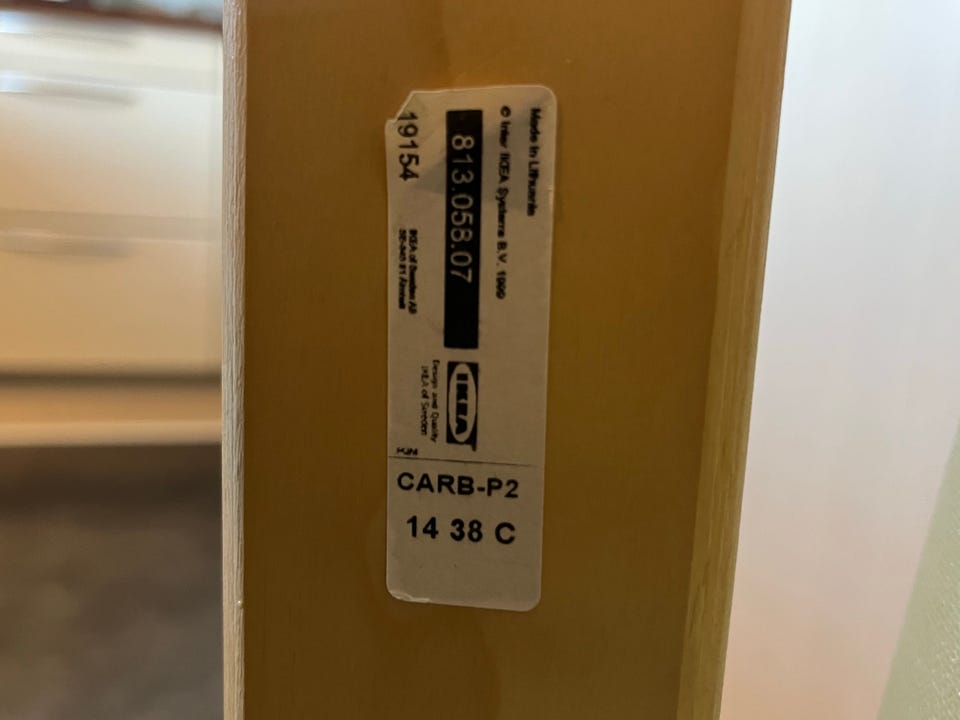 Made in Lithuania
© Inter IKEA Systems B.V. 1999
813.058.07
19154
IKEA of Sweden AB
SE-343 81 Älmhult
IKEA
Design and Quality
IKEA of Sweden
CARB-P2
14 38 C